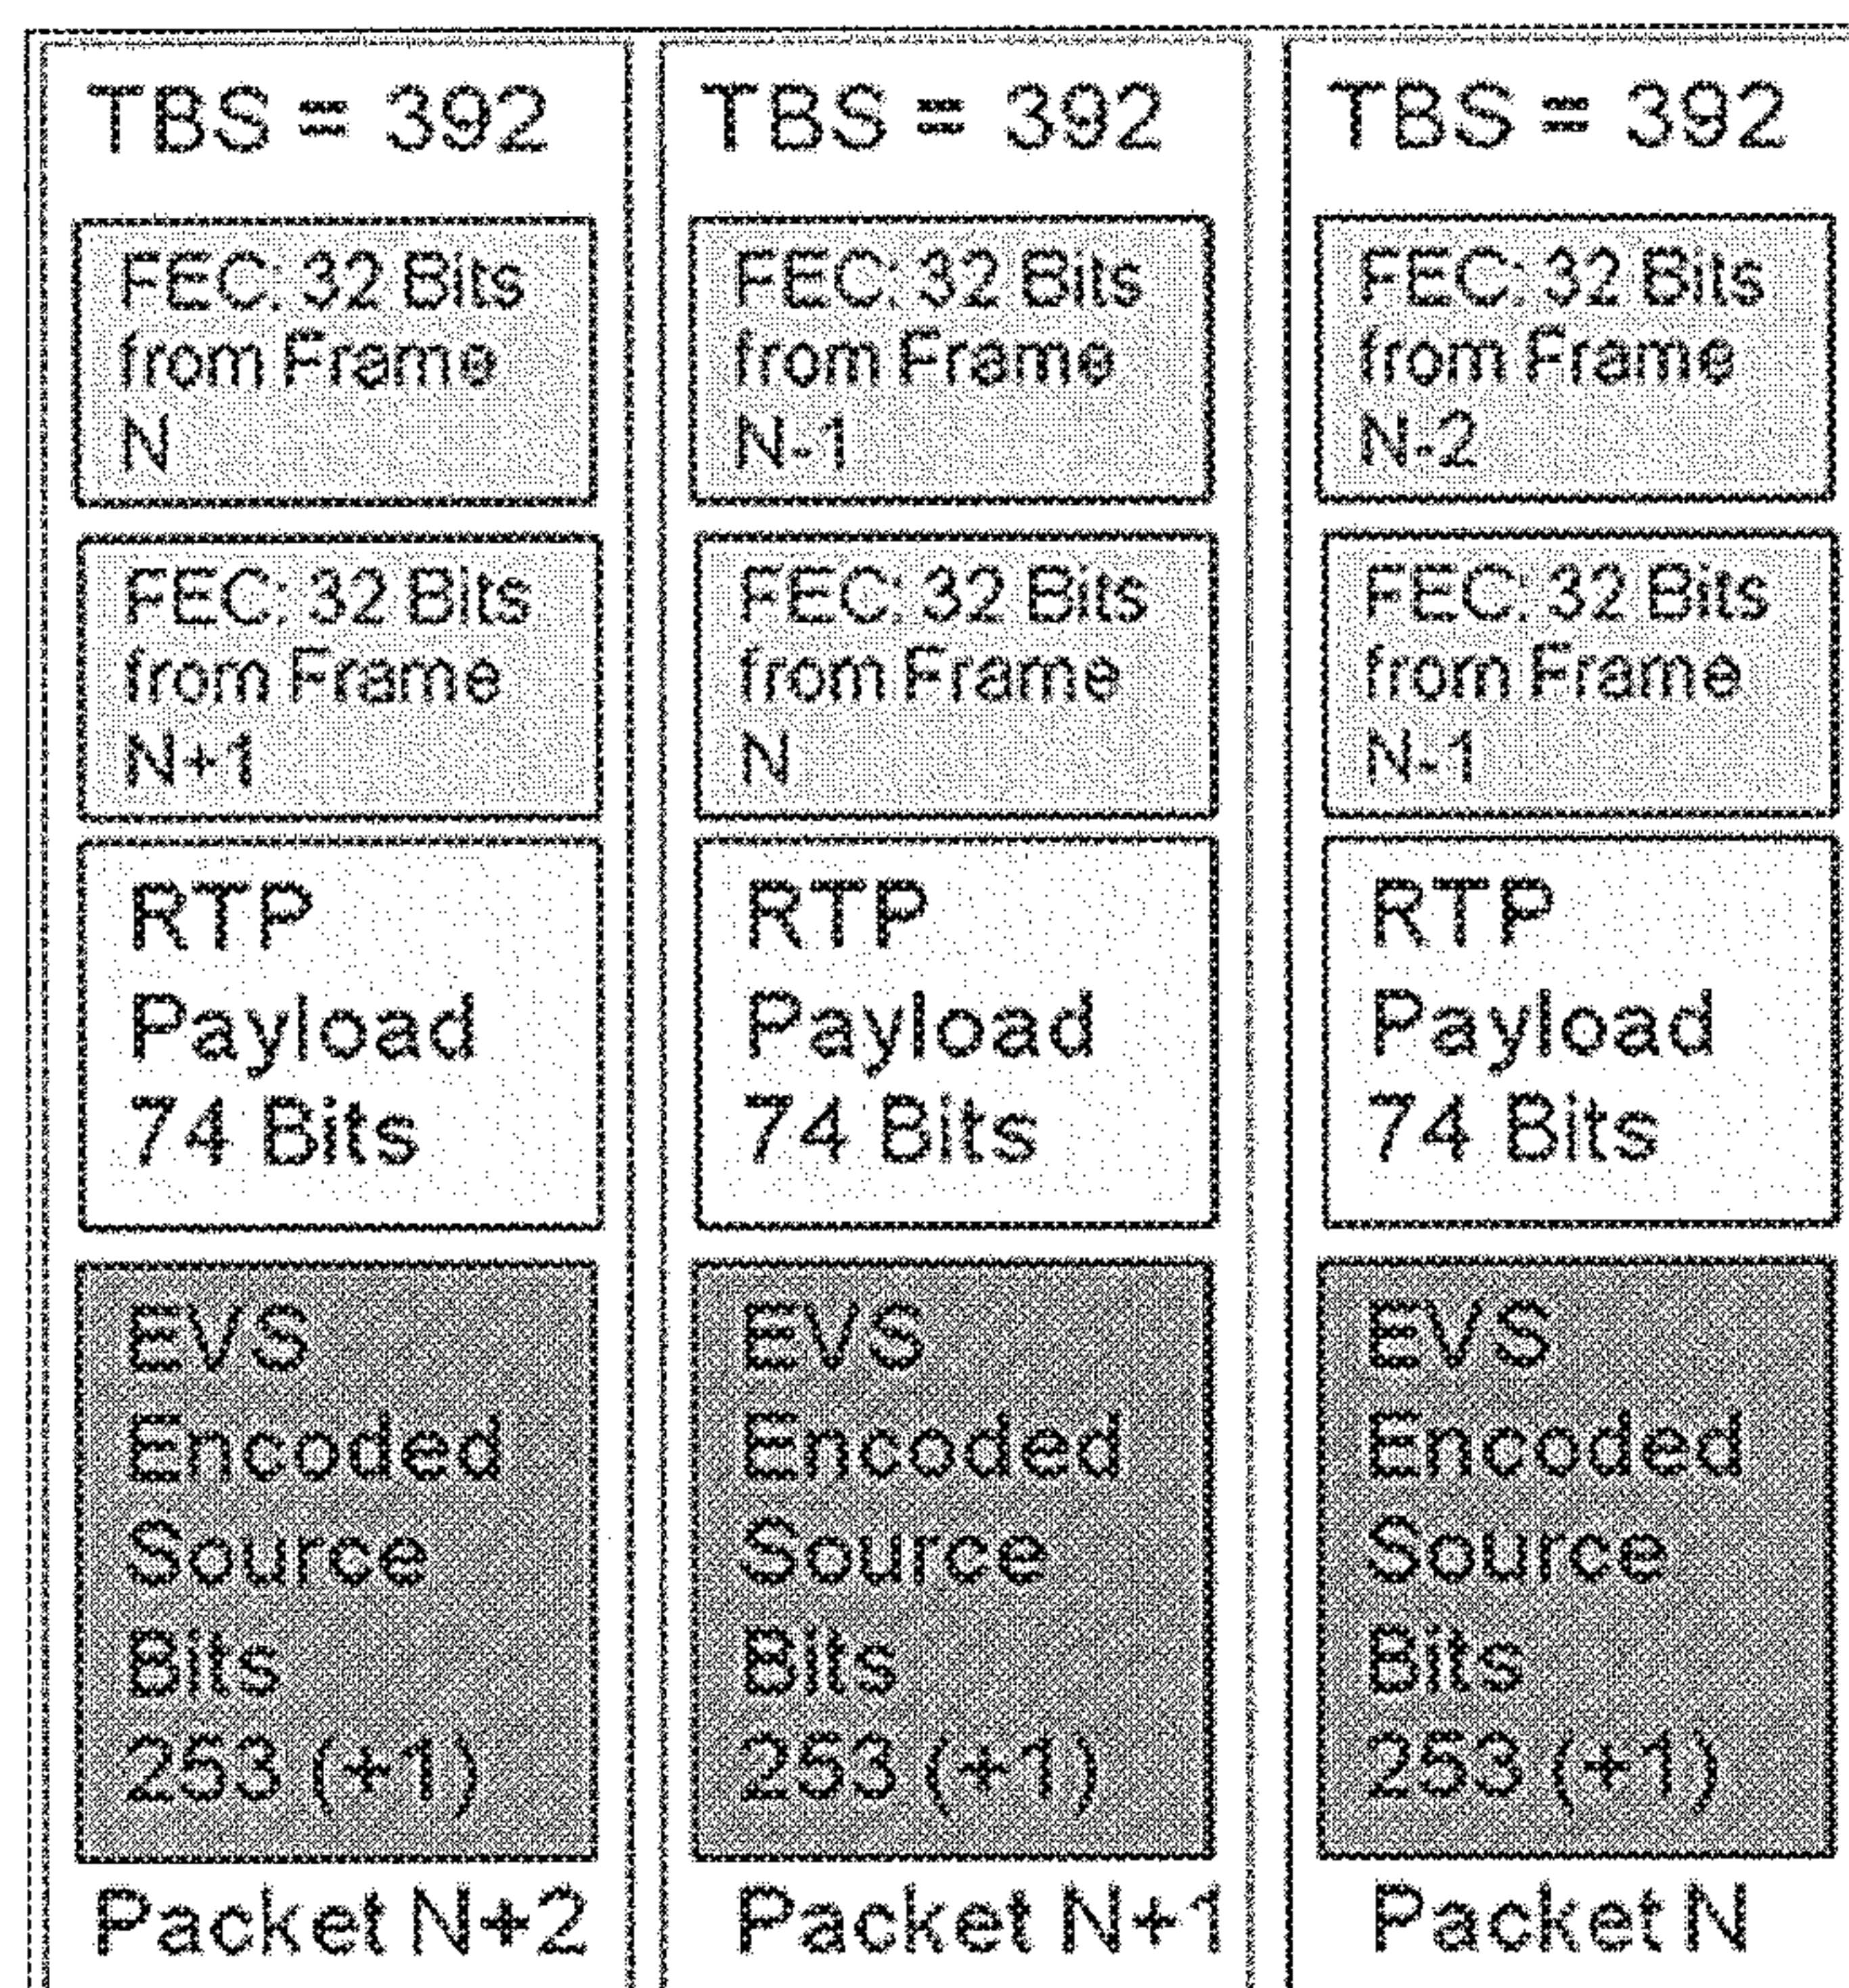 TBS = 392
FEC: 32 Bits
from Frame
N
FEC: 32 Bits
from Frame
N+1
RTP
Payload
74 Bits
EVS
Encoded
Source
Bits
253 (+1)
Packet N+2
TBS = 392
FEC: 32 Bits
from Frame
N-1
FEC: 32 Bits
from Frame
N
RTP
Payload
74 Bits
EVS
Encoded
Source
Bits
253 (+1)
Packet N+1
TBS = 392
FEC: 32 Bits
from Frame
N-2
FEC: 32 Bits
from Frame
N-1
RTP
Payload
74 Bits
EVS
Encoded
Source
Bits
253 (+1)
Packet N